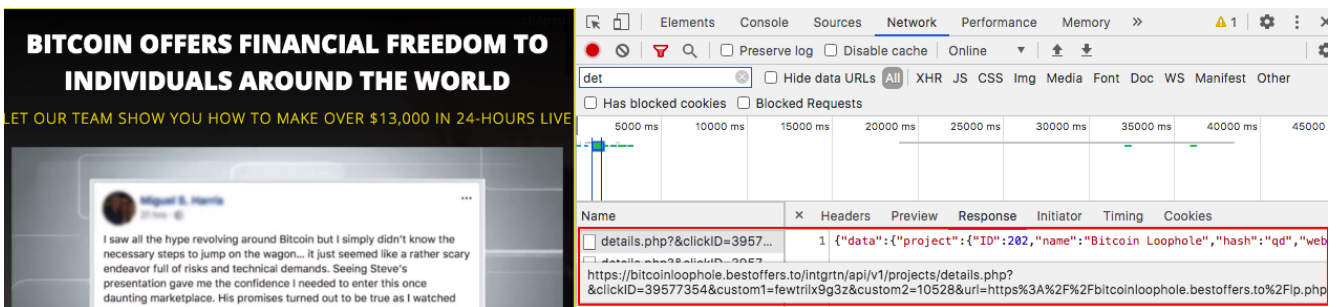 BITCOIN OFFERS FINANCIAL FREEDOM TO
INDIVIDUALS AROUND THE WORLD
LET OUR TEAM SHOW YOU HOW TO MAKE OVER $13,000 IN 24-HOURS LIVE
Miguel S. Harris
21 hrs
I saw all the hype revolving around Bitcoin but I simply didn't know the
necessary steps to jump on the wagon... it just seemed like a rather scary
endeavor full of risks and technical demands. Seeing Steve's
presentation gave me the confidence I needed to enter this once
daunting marketplace. His promises turned out to be true as I watched
Elements Console Sources Network Performance Memory » 1
Preserve log Disable cache Online
det Hide data URLs All XHR JS CSS Img Media Font Doc WS Manifest Other
Has blocked cookies Blocked Requests
5000 ms 10000 ms 15000 ms 20000 ms 25000 ms 30000 ms 35000 ms 40000 ms 45000
Name × Headers Preview Response Initiator Timing Cookies
details.php?&clickID=3957... 1 {"data":{"project":{"ID":202,"name":"Bitcoin Loophole","hash":"qd","web
https://bitcoinloophole.bestoffers.to/intgrtn/api/v1/projects/details.php?
&clickID=39577354&custom1=fewtrilx9g3z&custom2=10528&url=https%3A%2F%2Fbitcoinloophole.bestoffers.to%2Flp.php